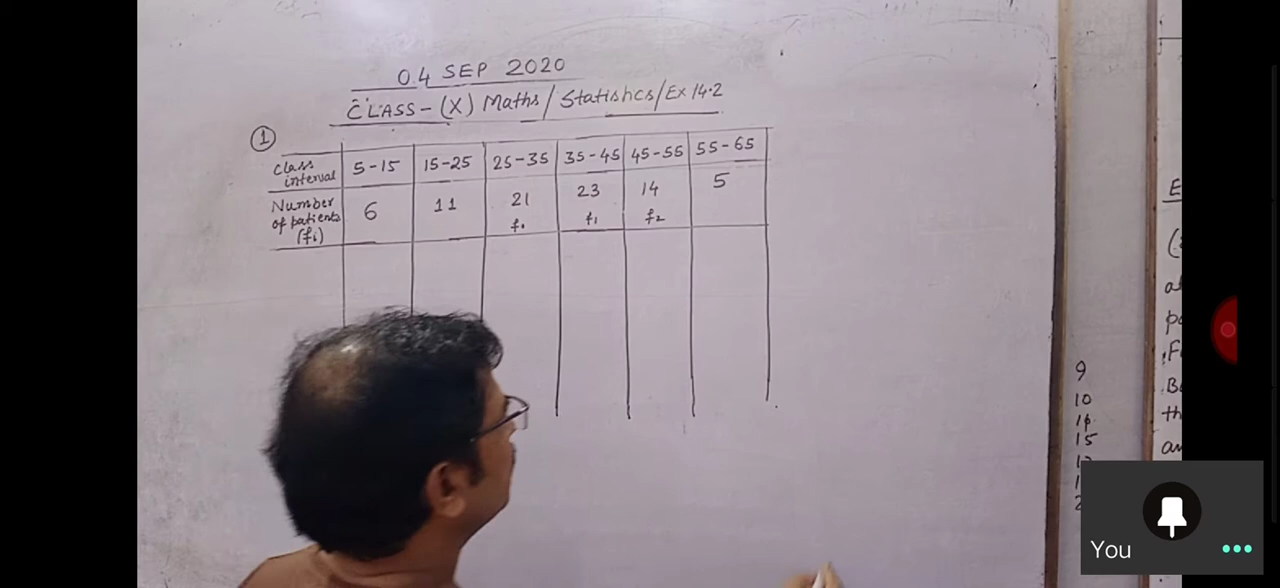 04 SEP 2020
CLASS - (X) Maths / Statistics / Ex 14.2
①
Class interval 5-15 15-25 25-35 35-45 45-55 55-65
Number of patients (fi) 6 11 21 23 14 5
f₀ f₁ f₂
9
10
15
You